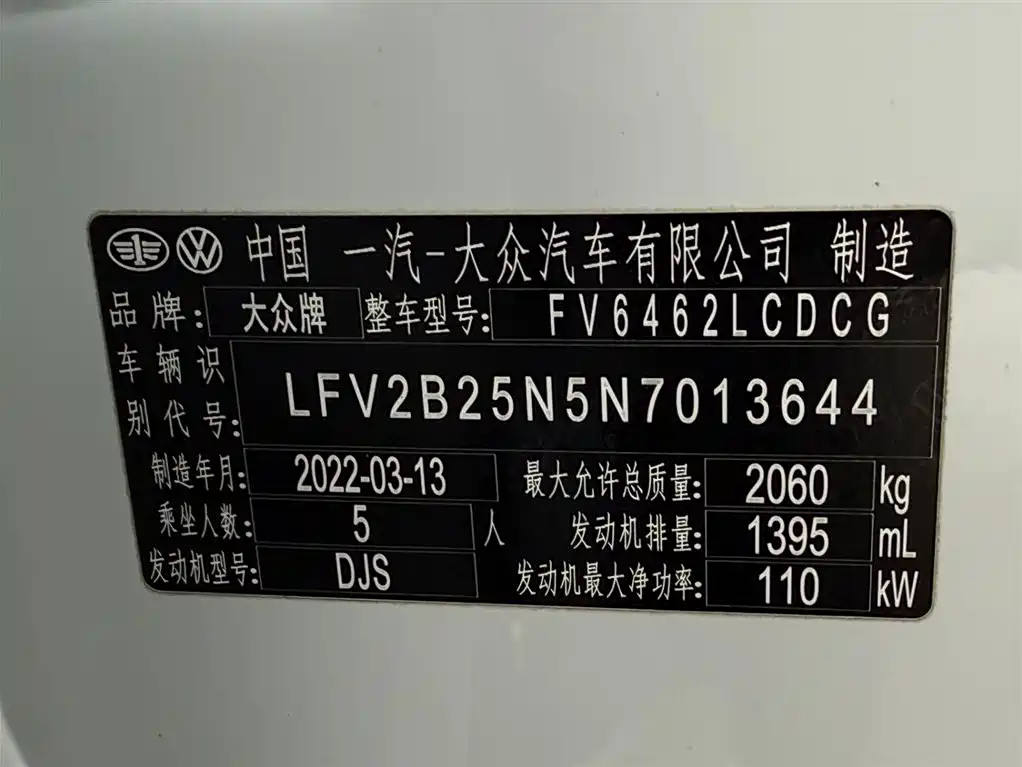 中国 一汽-大众汽车有限公司 制造
品牌: 大众牌 整车型号: FV6462LCDCG
车辆识别代号: LFV2B25N5N7013644
制造年月: 2022-03-13 最大允许总质量: 2060 kg
乘坐人数: 5 人 发动机排量: 1395 mL
发动机型号: DJS 发动机最大净功率: 110 kW